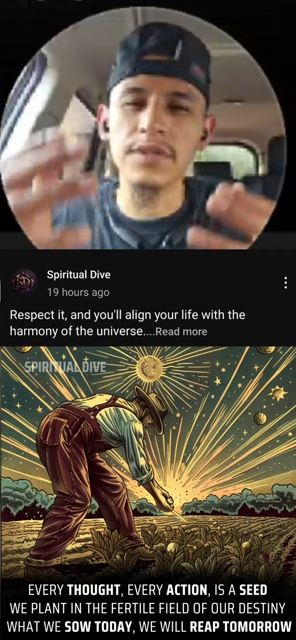 Spiritual Dive
19 hours ago
Respect it, and you'll align your life with the
harmony of the universe....Read more
SPIRITUAL DIVE
EVERY THOUGHT, EVERY ACTION, IS A SEED
WE PLANT IN THE FERTILE FIELD OF OUR DESTINY
WHAT WE SOW TODAY, WE WILL REAP TOMORROW